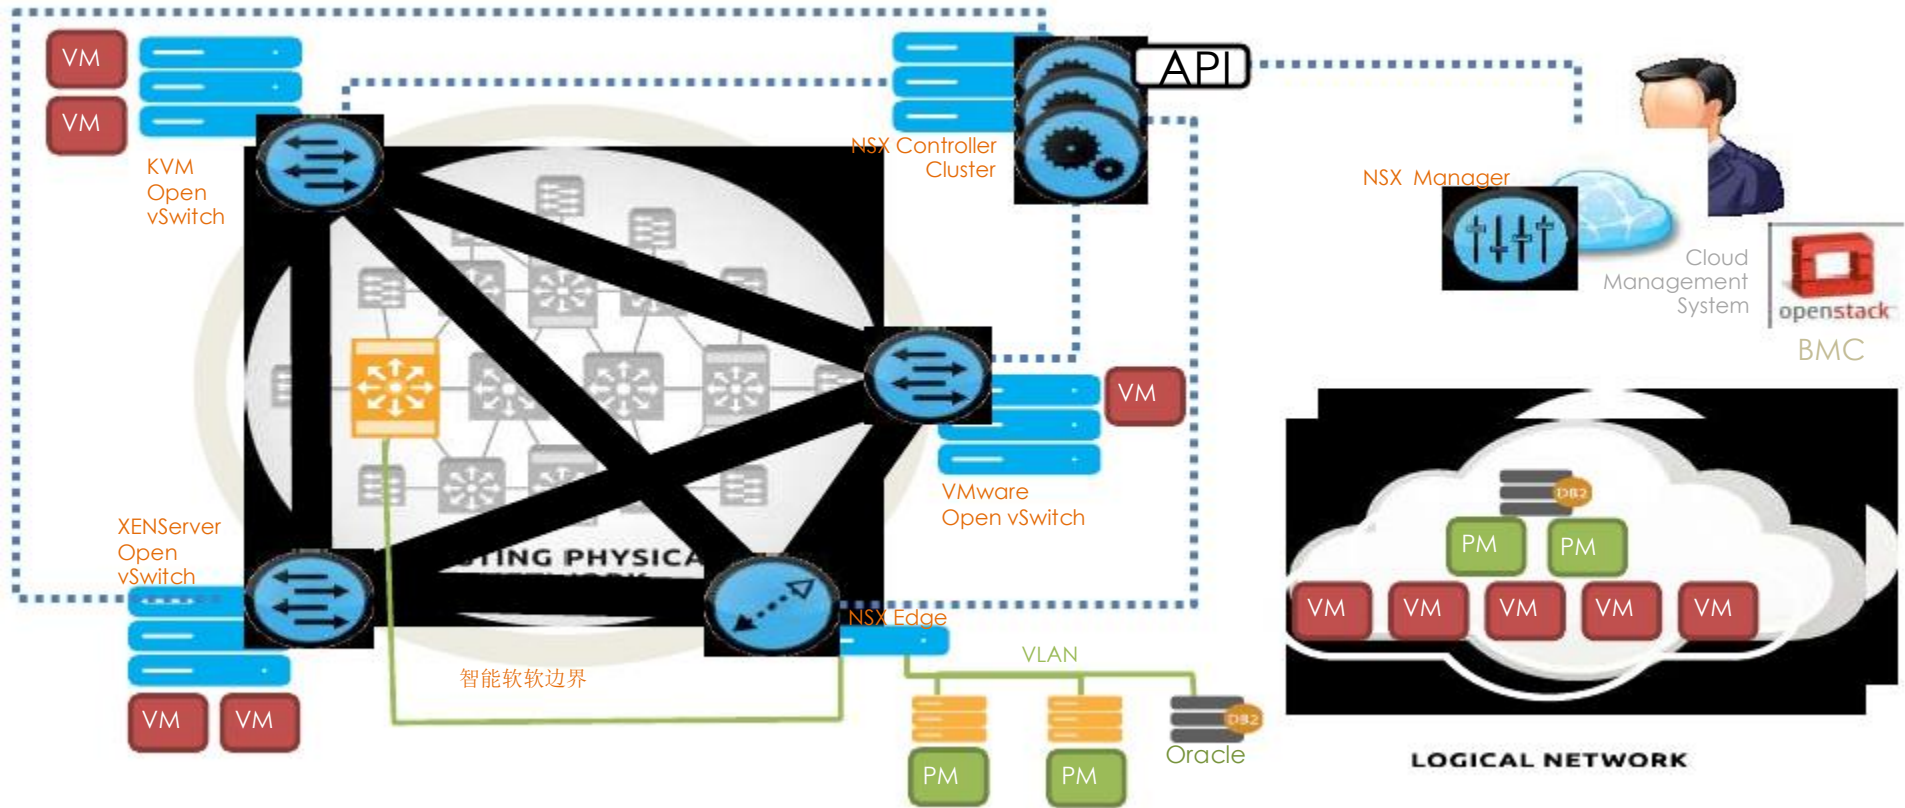 VM
VM
KVM
Open
vSwitch
API
NSX Controller
Cluster
NSX Manager
Cloud
Management
System
openstack
BMC
VM
VMware
Open vSwitch
XENServer
Open
vSwitch
VM
VM
NSX Edge
智能软软边界
VLAN
PM
PM
DB2
Oracle
DB2
PM
PM
VM
VM
VM
VM
VM
LOGICAL NETWORK